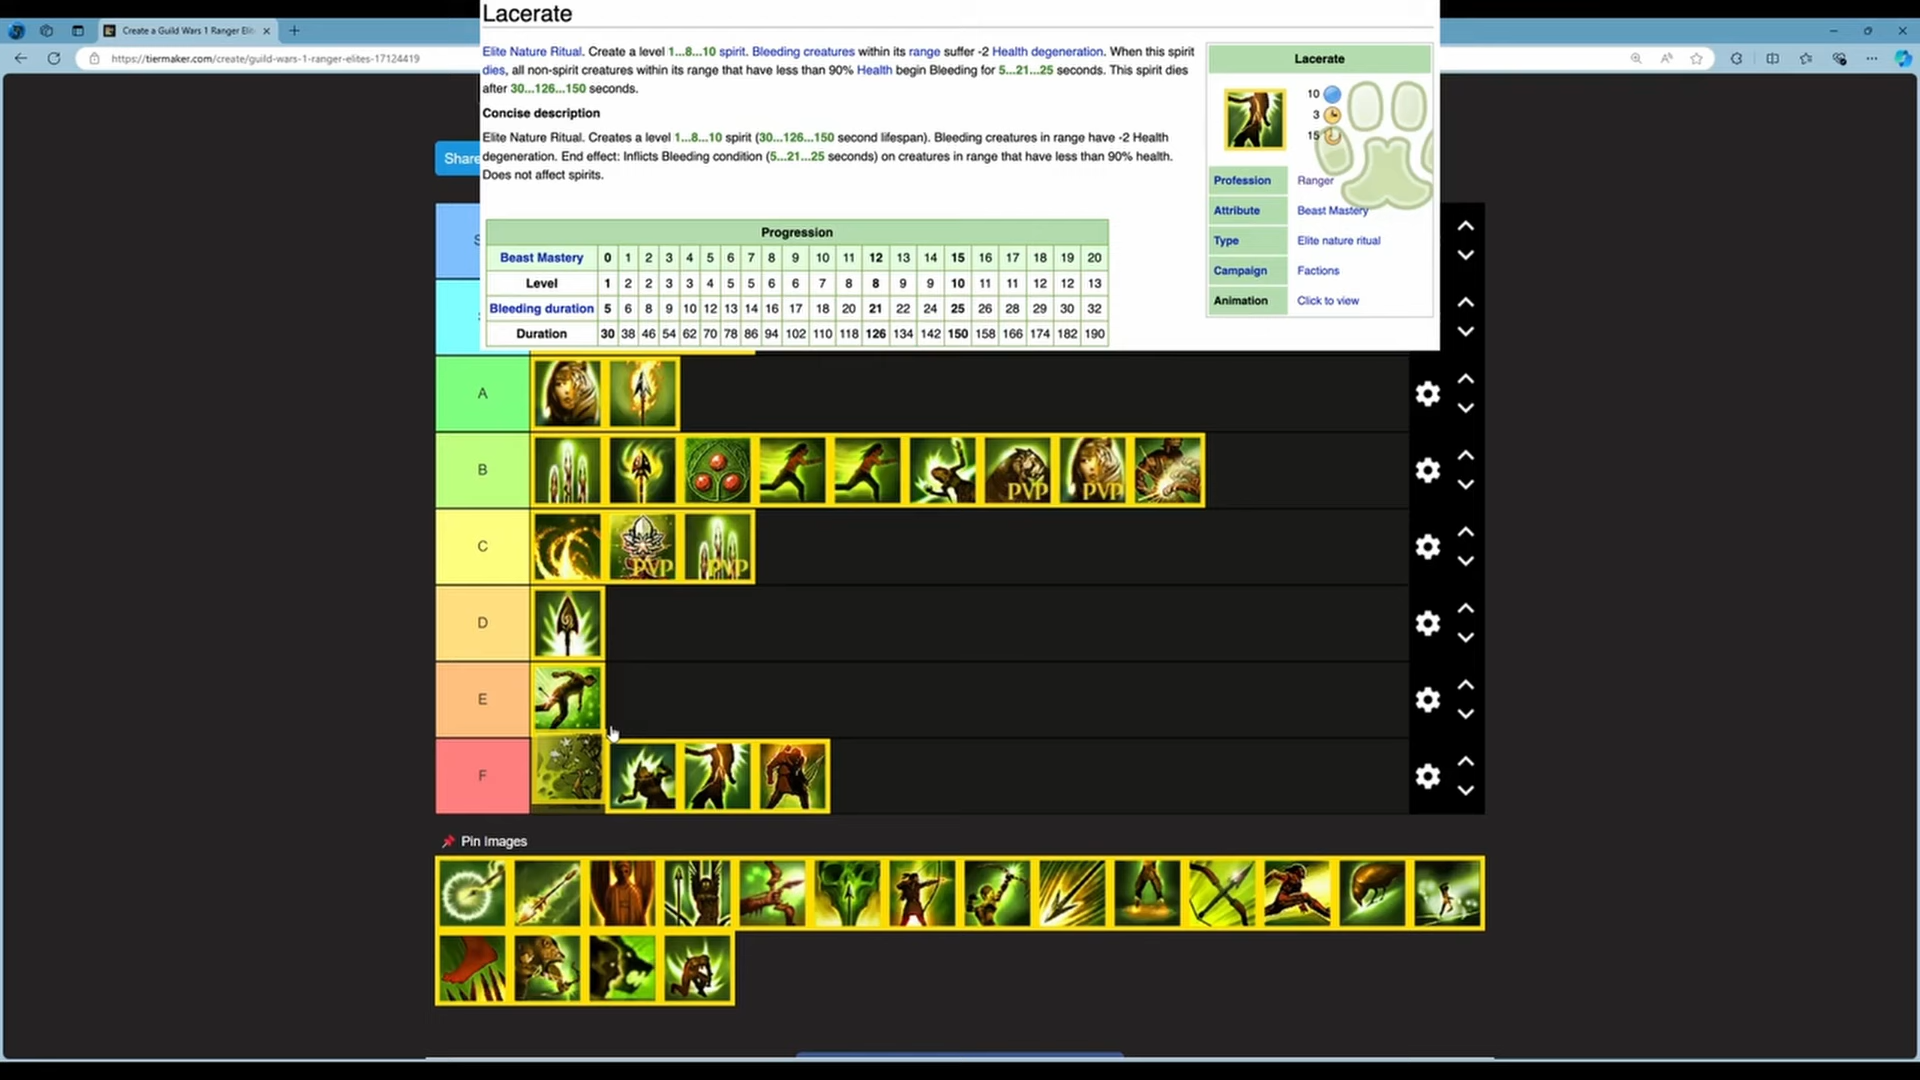 Create a Guild Wars 1 Ranger Elit
https://tiermaker.com/create/guild-wars-1-ranger-elites-17124419
Lacerate
Elite Nature Ritual. Create a level 1...8...10 spirit. Bleeding creatures within its range suffer -2 Health degeneration. When this spirit
dies, all non-spirit creatures within its range that have less than 90% Health begin Bleeding for 5...21...25 seconds. This spirit dies
after 30...126...150 seconds.
Concise description
Elite Nature Ritual. Creates a level 1...8...10 spirit (30...126...150 second lifespan). Bleeding creatures in range have -2 Health
degeneration. End effect: Inflicts Bleeding condition (5...21...25 seconds) on creatures in range that have less than 90% health.
Does not affect spirits.
Progression
Beast Mastery 0 1 2 3 4 5 6 7 8 9 10 11 12 13 14 15 16 17 18 19 20
Level 1 2 2 3 3 4 5 5 6 6 7 8 8 9 9 10 11 11 12 12 13
Bleeding duration 5 6 8 9 10 12 13 14 16 17 18 20 21 22 24 25 26 28 29 30 32
Duration 30 38 46 54 62 70 78 86 94 102 110 118 126 134 142 150 158 166 174 182 190
Lacerate
10
3
15
Profession Ranger
Attribute Beast Mastery
Type Elite nature ritual
Campaign Factions
Animation Click to view
Share
S
S
A
B
PVP
PVP
C
PVP
PVP
D
E
F
Pin Images